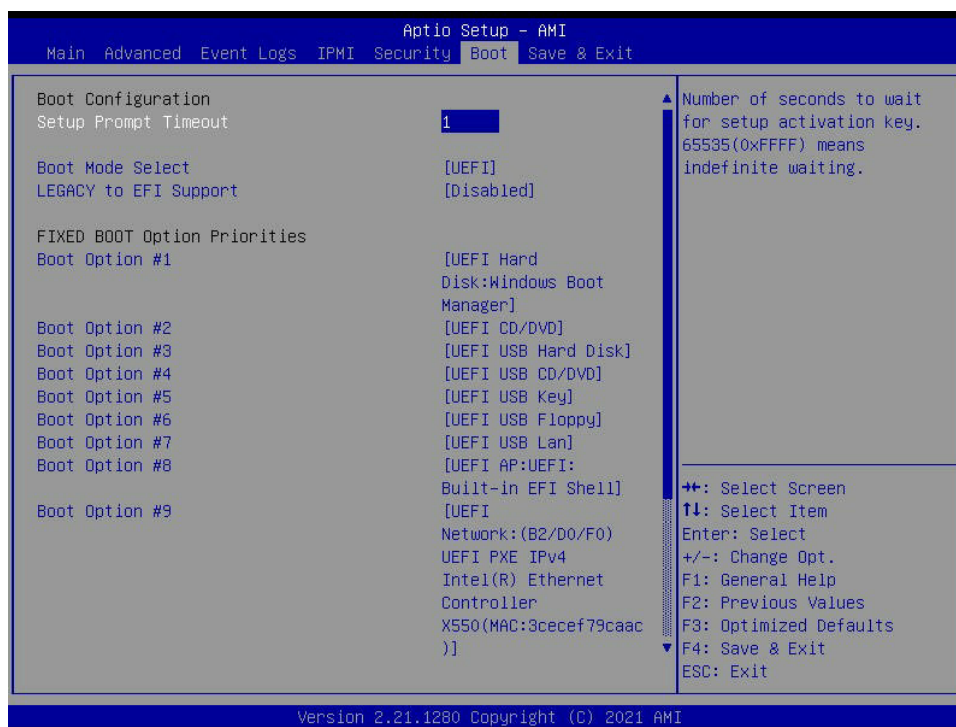 Aptio Setup - AMI
Main Advanced Event Logs IPMI Security Boot Save & Exit
Boot Configuration
Setup Prompt Timeout 1
Boot Mode Select [UEFI]
LEGACY to EFI Support [Disabled]
FIXED BOOT Option Priorities
Boot Option #1 [UEFI Hard
Disk:Windows Boot
Manager]
Boot Option #2 [UEFI CD/DVD]
Boot Option #3 [UEFI USB Hard Disk]
Boot Option #4 [UEFI USB CD/DVD]
Boot Option #5 [UEFI USB Key]
Boot Option #6 [UEFI USB Floppy]
Boot Option #7 [UEFI USB Lan]
Boot Option #8 [UEFI AP:UEFI:
Built-in EFI Shell]
Boot Option #9 [UEFI
Network:(B2/D0/F0)
UEFI PXE IPv4
Intel(R) Ethernet
Controller
X550(MAC:3cecef79caac
)]
Number of seconds to wait
for setup activation key.
65535(0xFFFF) means
indefinite waiting.
→←: Select Screen
↑↓: Select Item
Enter: Select
+/-: Change Opt.
F1: General Help
F2: Previous Values
F3: Optimized Defaults
F4: Save & Exit
ESC: Exit
Version 2.21.1280 Copyright (C) 2021 AMI